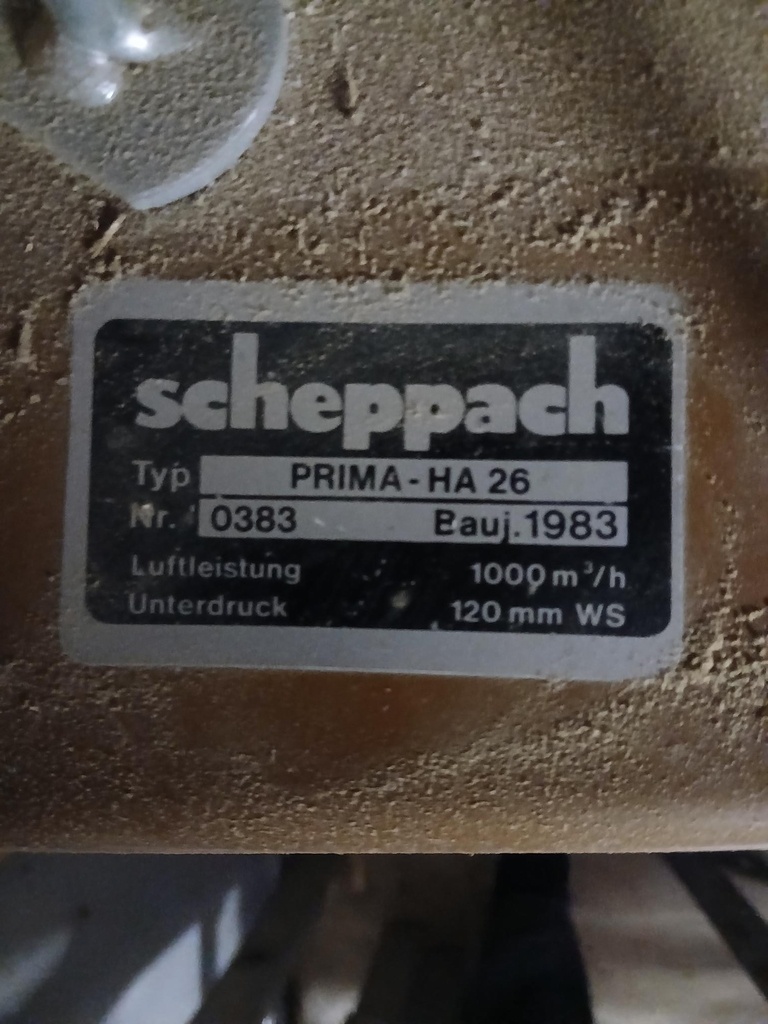 scheppach
Typ PRIMA-HA 26
Nr. 0383 Bauj.1983
Luftleistung 1000 m³/h
Unterdruck 120 mm WS